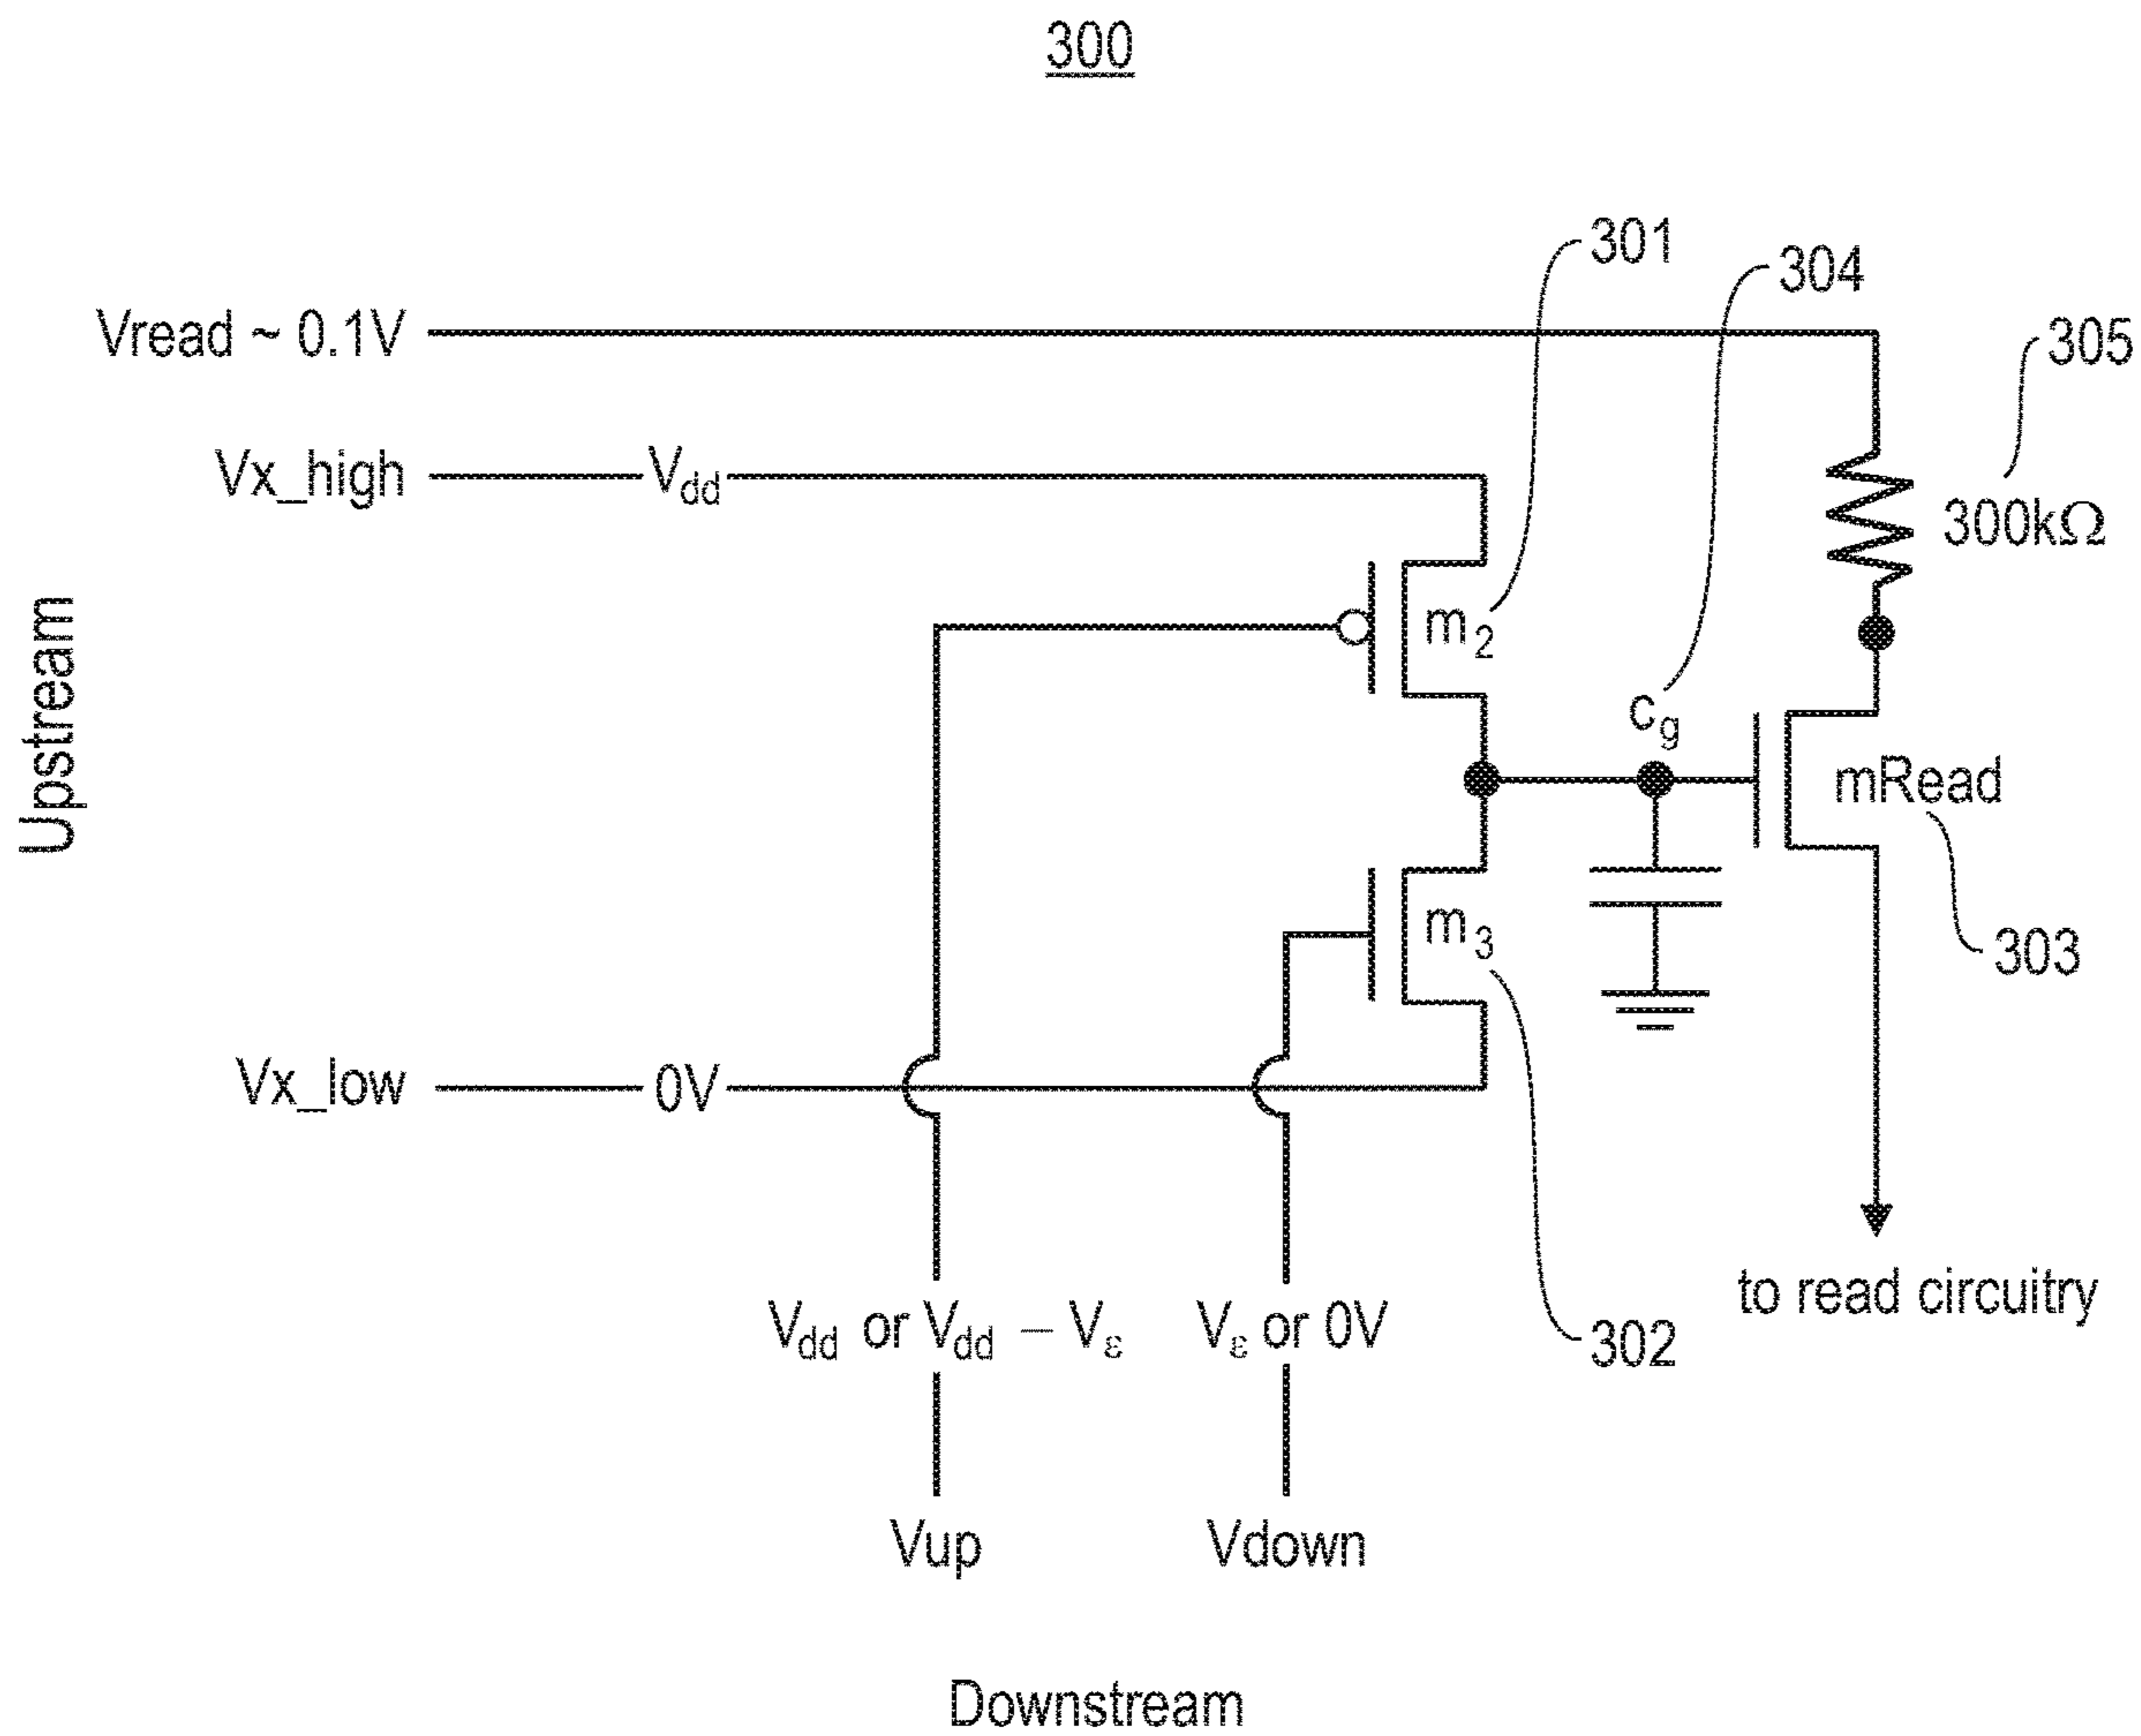 300
301
304
Vread ~ 0.1V
305
Vx_high
Vdd
300kΩ
m2
cg
Upstream
mRead
m3
303
Vx_low
0V
to read circuitry
Vdd or Vdd – Vε
Vε or 0V
302
Vup
Vdown
Downstream